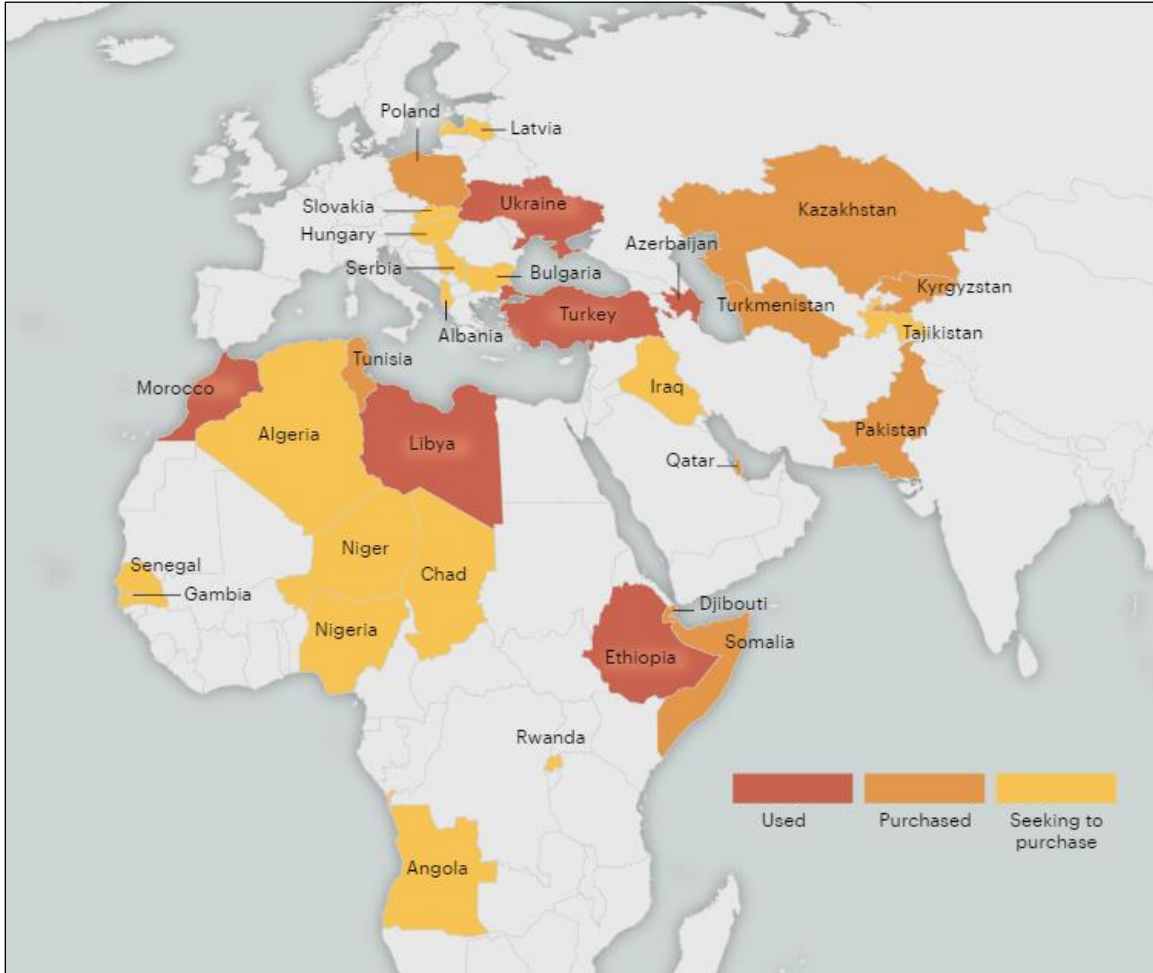 Poland
Latvia
Slovakia
Ukraine
Kazakhstan
Hungary
Azerbaijan
Serbia
Bulgaria
Kyrgyzstan
Turkmenistan
Turkey
Albania
Tajikistan
Tunisia
Morocco
Iraq
Algeria
Pakistan
Libya
Qatar
Niger
Senegal
Chad
Gambia
Djibouti
Nigeria
Somalia
Ethiopia
Rwanda
Used
Purchased
Seeking to
purchase
Angola